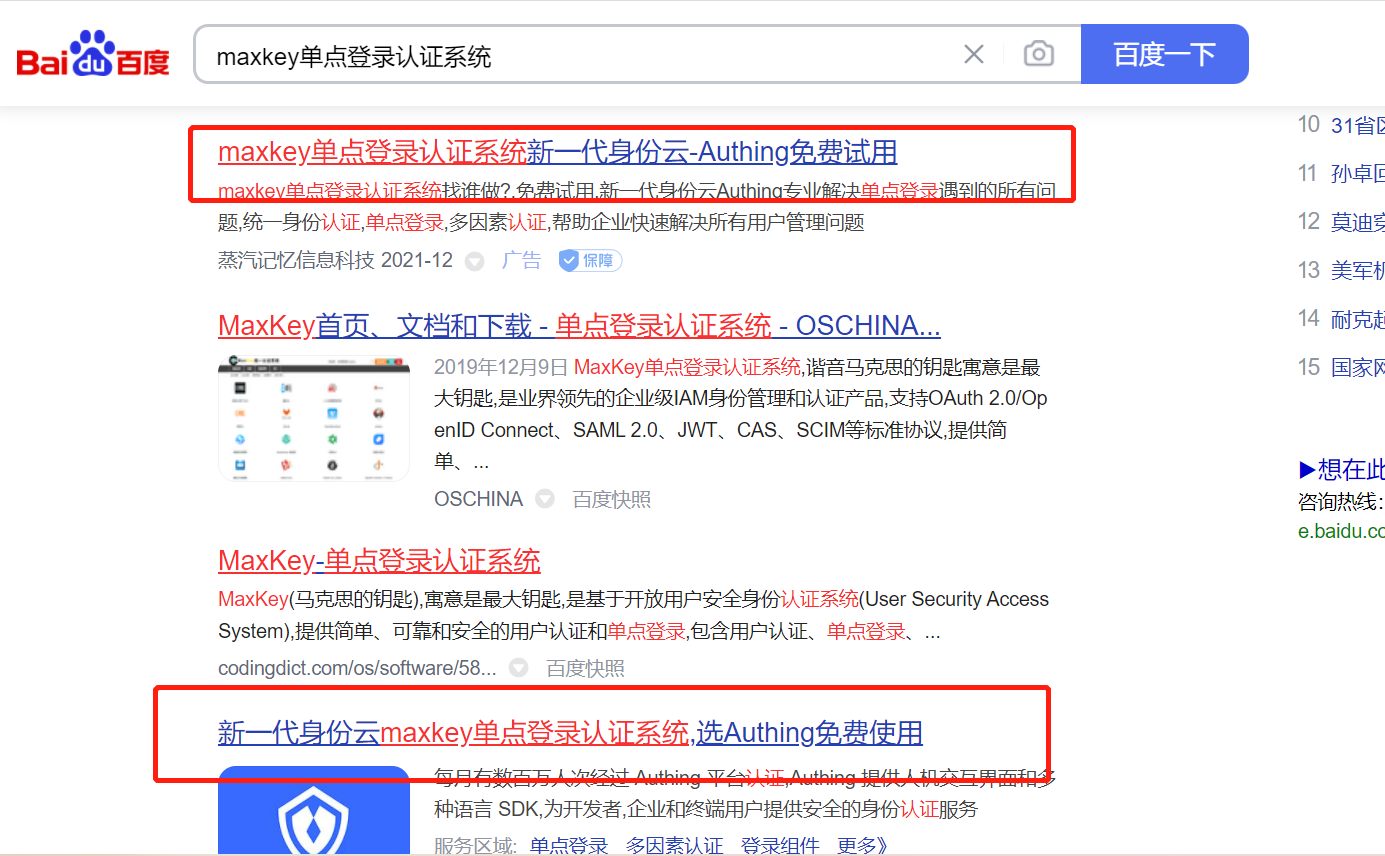 Bai du 百度
maxkey单点登录认证系统
百度一下
maxkey单点登录认证系统新一代身份云-Authing免费试用
maxkey单点登录认证系统找谁做?,免费试用,新一代身份云Authing专业解决单点登录遇到的所有问
题,统一身份认证,单点登录,多因素认证,帮助企业快速解决所有用户管理问题
蒸汽记忆信息科技 2021-12 广告 保障
MaxKey首页、文档和下载 - 单点登录认证系统 - OSCHINA...
2019年12月9日 MaxKey单点登录认证系统,谐音马克思的钥匙寓意是最
大钥匙,是业界领先的企业级IAM身份管理和认证产品,支持OAuth 2.0/Op
enID Connect、SAML 2.0、JWT、CAS、SCIM等标准协议,提供简
单、...
OSCHINA 百度快照
MaxKey-单点登录认证系统
MaxKey(马克思的钥匙),寓意是最大钥匙,是基于开放用户安全身份认证系统(User Security Access
System),提供简单、可靠和安全的用户认证和单点登录,包含用户认证、单点登录、...
codingdict.com/os/software/58... 百度快照
新一代身份云maxkey单点登录认证系统,选Authing免费使用
每月有数百万人次经过 Authing 平台认证,Authing 提供人机交互界面和多
种语言 SDK,为开发者,企业和终端用户提供安全的身份认证服务
服务区域: 单点登录 多因素认证 登录组件 更多》
10 31省
11 孙卓
12 莫迪
13 美军
14 耐克
15 国家
▶想在此
咨询热线:
e.baidu.co